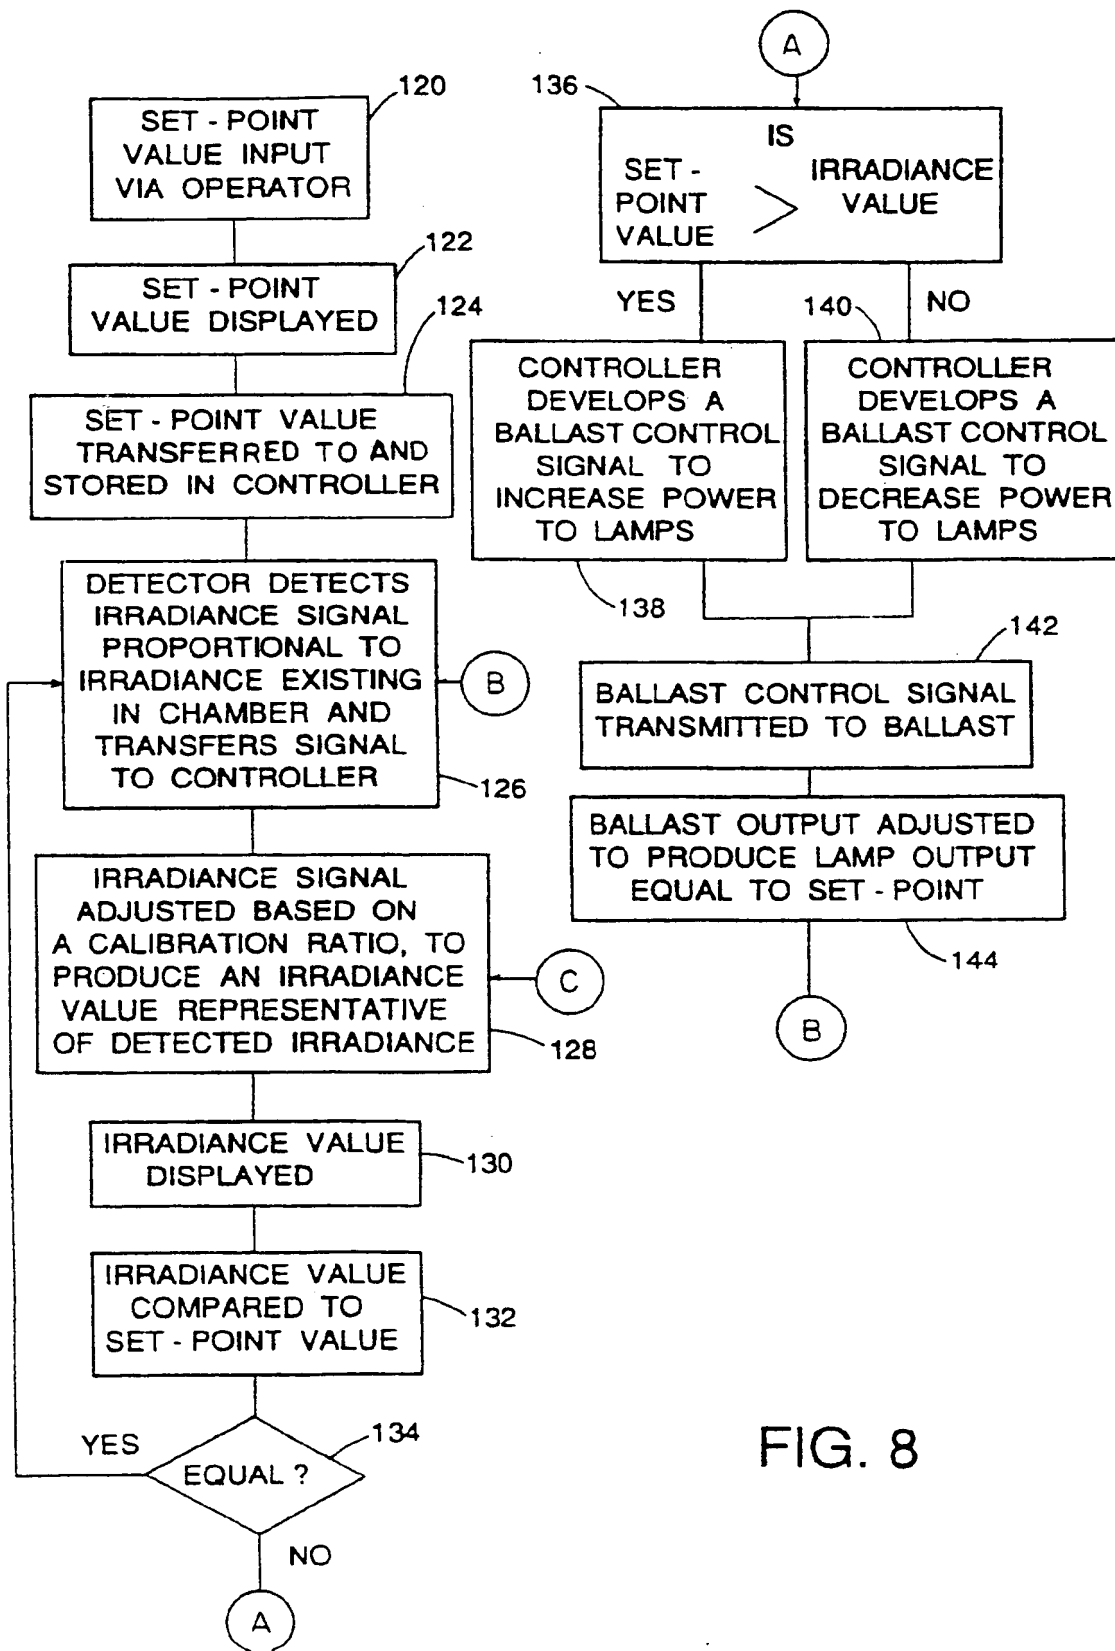 120
SET - POINT
VALUE INPUT
VIA OPERATOR
122
SET - POINT
VALUE DISPLAYED
124
SET - POINT VALUE
TRANSFERRED TO AND
STORED IN CONTROLLER
DETECTOR DETECTS
IRRADIANCE SIGNAL
PROPORTIONAL TO
IRRADIANCE EXISTING
IN CHAMBER AND
TRANSFERS SIGNAL
TO CONTROLLER
B
126
IRRADIANCE SIGNAL
ADJUSTED BASED ON
A CALIBRATION RATIO, TO
PRODUCE AN IRRADIANCE
VALUE REPRESENTATIVE
OF DETECTED IRRADIANCE
C
128
IRRADIANCE VALUE
DISPLAYED
130
IRRADIANCE VALUE
COMPARED TO
SET - POINT VALUE
132
134
EQUAL ?
YES
NO
A
A
136
IS
SET -
POINT
VALUE
>
IRRADIANCE
VALUE
YES
NO
CONTROLLER
DEVELOPS A
BALLAST CONTROL
SIGNAL TO
INCREASE POWER
TO LAMPS
138
140
CONTROLLER
DEVELOPS A
BALLAST CONTROL
SIGNAL TO
DECREASE POWER
TO LAMPS
142
BALLAST CONTROL SIGNAL
TRANSMITTED TO BALLAST
BALLAST OUTPUT ADJUSTED
TO PRODUCE LAMP OUTPUT
EQUAL TO SET - POINT
144
B
FIG. 8